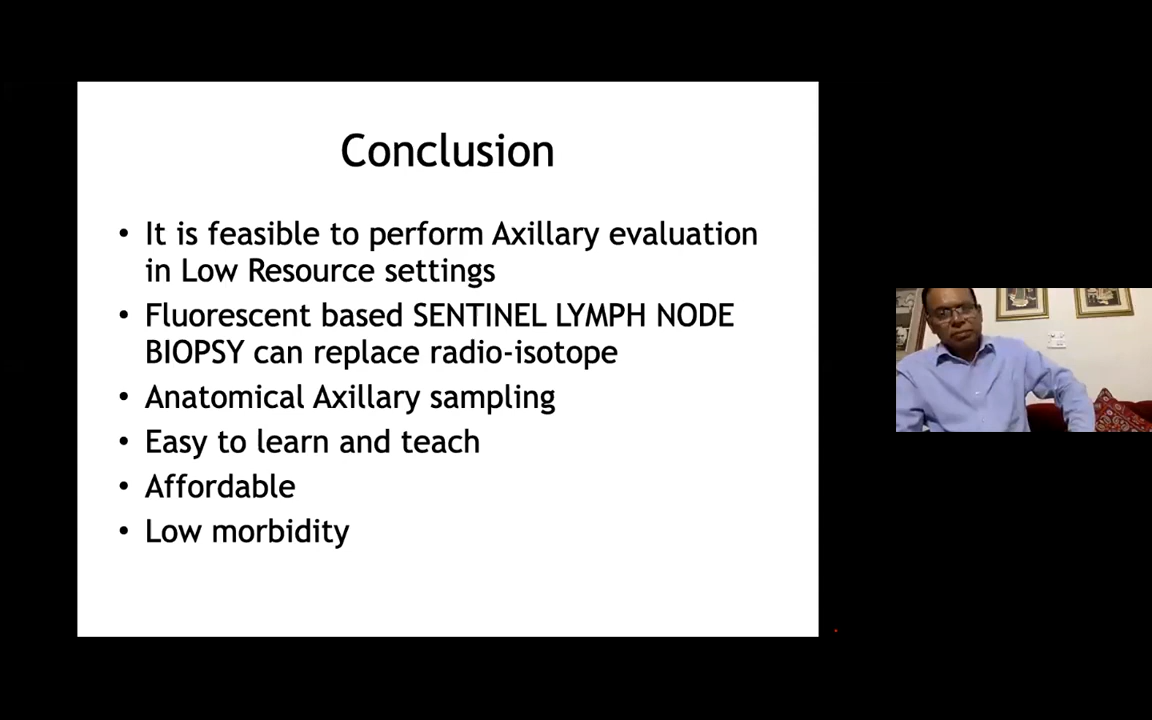 Conclusion
• It is feasible to perform Axillary evaluation
in Low Resource settings
• Fluorescent based SENTINEL LYMPH NODE
BIOPSY can replace radio-isotope
• Anatomical Axillary sampling
• Easy to learn and teach
• Affordable
• Low morbidity